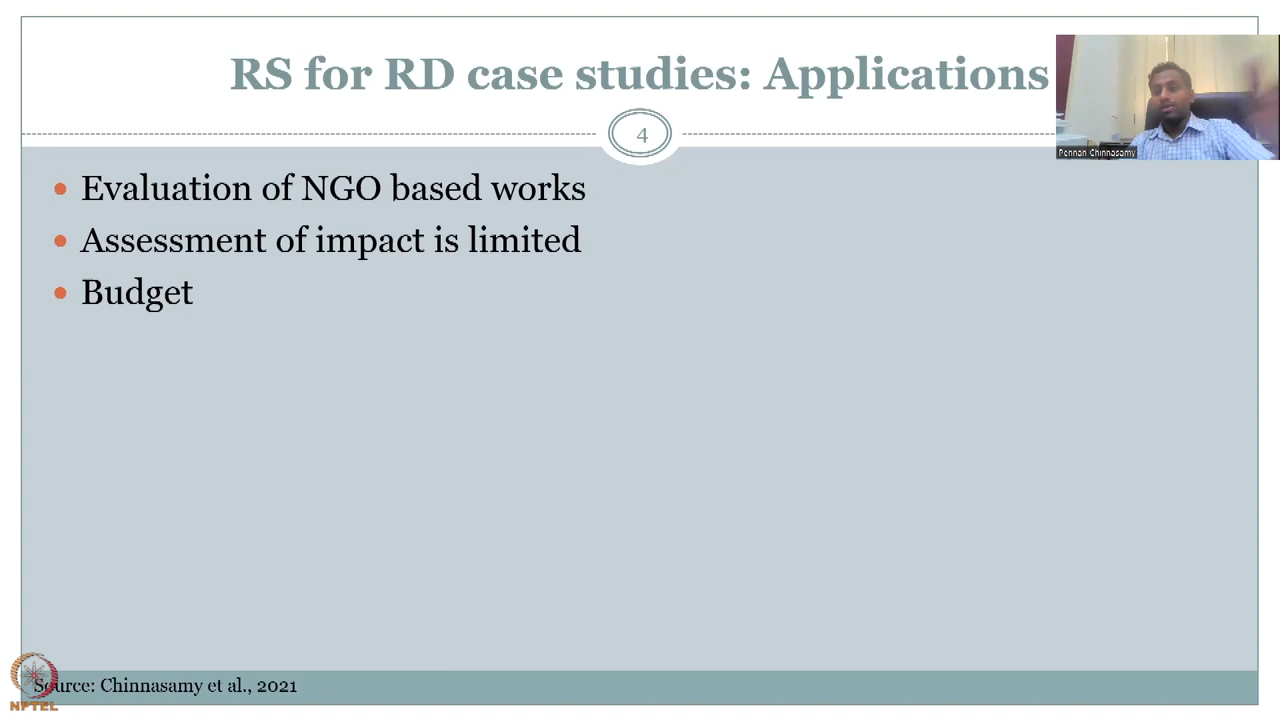 RS for RD case studies: Applications
4
Pennan Chinnasamy
Evaluation of NGO based works
Assessment of impact is limited
Budget
Source: Chinnasamy et al., 2021
NPTEL